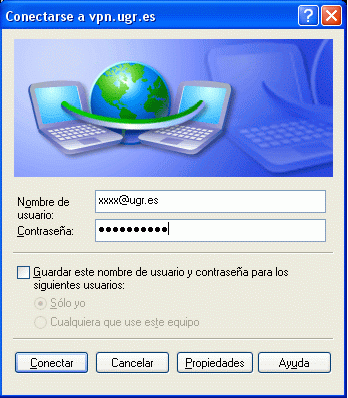 Conectarse a vpn.ugr.es
Nombre de
usuario:
xxxx@ugr.es
Contraseña:
●●●●●●●●●●
Guardar este nombre de usuario y contraseña para los
siguientes usuarios:
Sólo yo
Cualquiera que use este equipo
Conectar
Cancelar
Propiedades
Ayuda